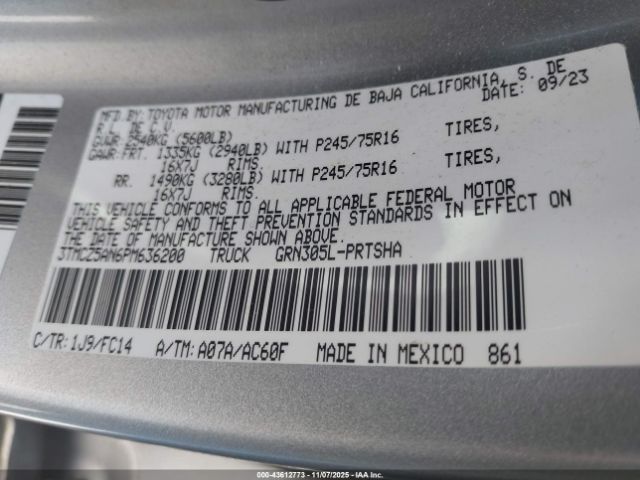 MFD.BY: TOYOTA MOTOR MANUFACTURING DE BAJA CALIFORNIA, S. DE
R.L. DE C.V. DATE: 09/23
GVWR 2540KG (5600LB)
GAWR:FRT. 1335KG (2940LB) WITH P245/75R16 TIRES,
16X7J RIMS.
RR. 1490KG (3280LB) WITH P245/75R16 TIRES,
16X7J RIMS.
THIS VEHICLE CONFORMS TO ALL APPLICABLE FEDERAL MOTOR
VEHICLE SAFETY AND THEFT PREVENTION STANDARDS IN EFFECT ON
THE DATE OF MANUFACTURE SHOWN ABOVE.
3TMCZ5AN6PM636200 TRUCK GRN305L-PRTSHA
C/TR: 1J9/FC14 A/TM: A07A/AC60F MADE IN MEXICO 861
000-43612773 - 11/07/2025 - IAAI.COM